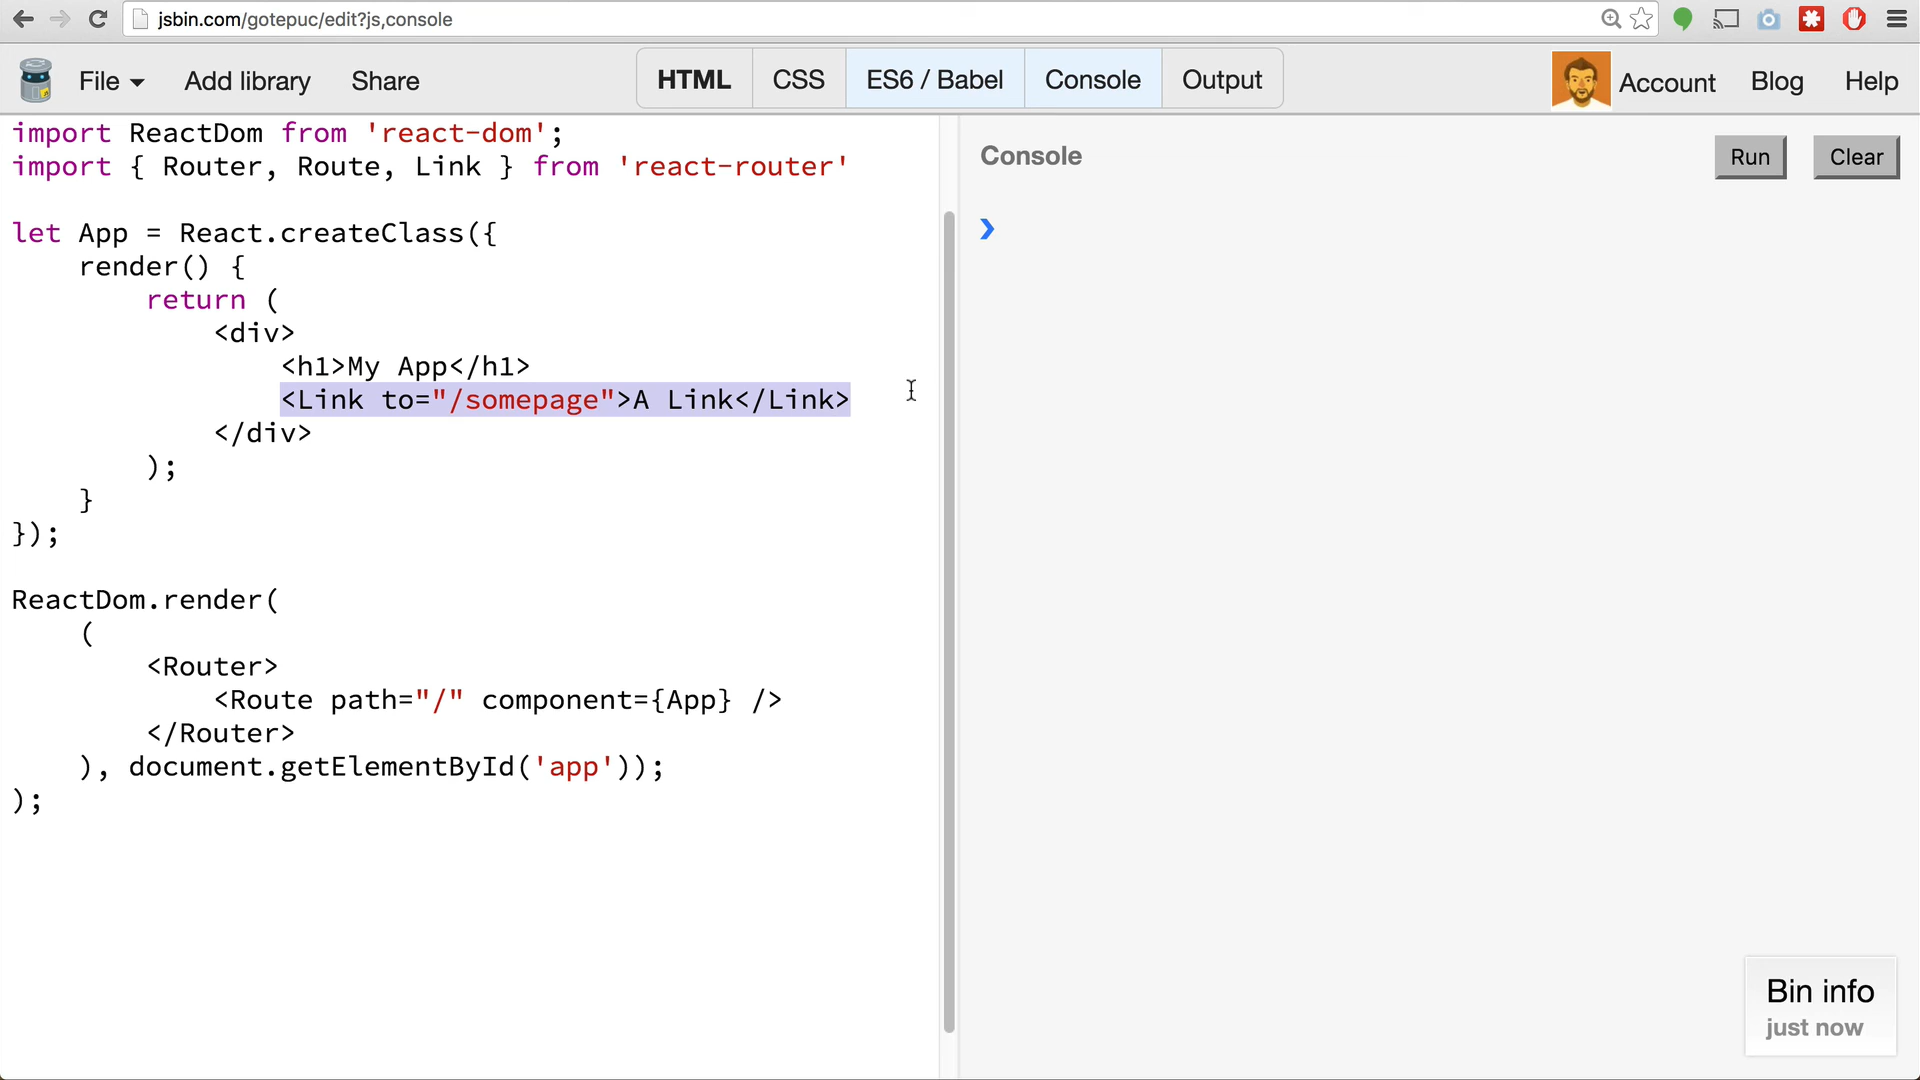 jsbin.com/gotepuc/edit?js,console
File Add library Share HTML CSS ES6 / Babel Console Output Account Blog Help
import ReactDom from 'react-dom';
import { Router, Route, Link } from 'react-router'
let App = React.createClass({
render() {
return (
<div>
<h1>My App</h1>
<Link to="/somepage">A Link</Link>
</div>
);
}
});
ReactDom.render(
(
<Router>
<Route path="/" component={App} />
</Router>
), document.getElementById('app'));
);
Console Run Clear
❯
Bin info
just now